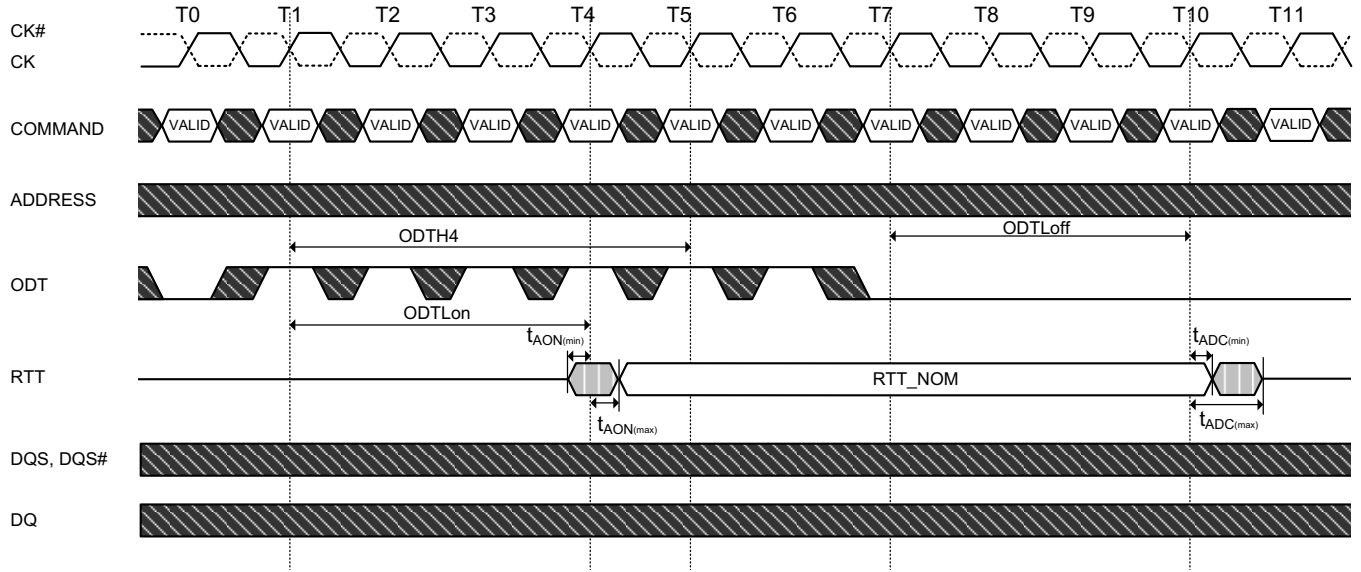 T0 T1 T2 T3 T4 T5 T6 T7 T8 T9 T10 T11
CK#
CK
COMMAND VALID VALID VALID VALID VALID VALID VALID VALID VALID VALID VALID VALID
ADDRESS
ODTH4 ODTLoff
ODT
ODTLon
tAON(min) tADC(min)
RTT RTT_NOM
tAON(max) tADC(max)
DQS, DQS#
DQ